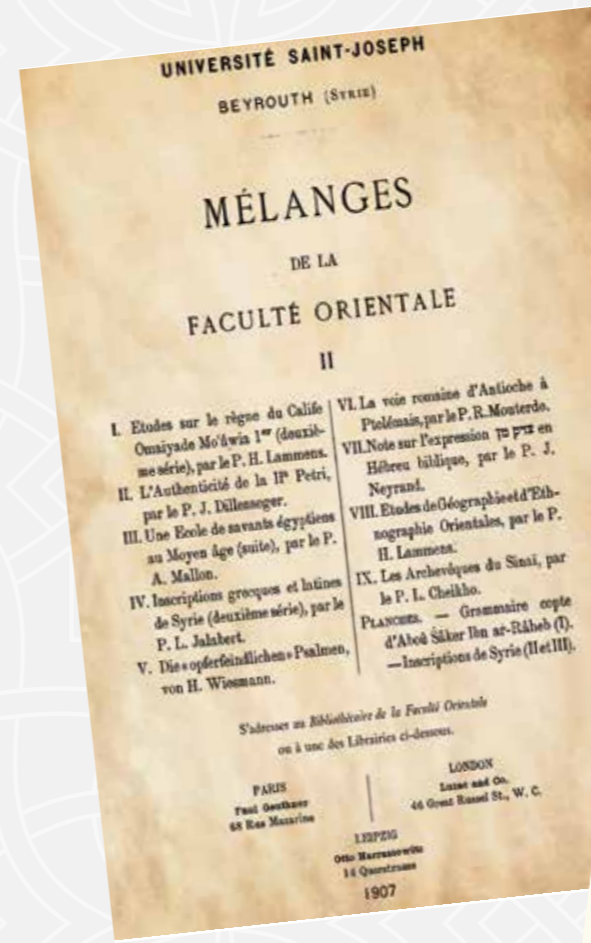 UNIVERSITÉ SAINT-JOSEPH
BEYROUTH (SYRIE)
MÉLANGES
DE LA
FACULTÉ ORIENTALE
II
I. Etudes sur le règne du Calife
Omaiyade Mo'âwia 1er (deuxiè-
me série), par le P. H. Lammens.
II. L'Authenticité de la IIa Petri,
par le P. J. Dillenseger.
III. Une Ecole de savants égyptiens
au Moyen âge (suite), par le P.
A. Mallon.
IV. Inscriptions grecques et latines
de Syrie (deuxième série), par le
P. L. Jalabert.
V. Die «opferfeindlichen» Psalmen,
von H. Wiesmann.
VI. La voie romaine d'Antioche à
Ptolémaïs, par le P. R. Mouterde.
VII. Note sur l'expression en
Hébreu biblique, par le P. J.
Neyrand.
VIII. Etudes de Géographie et d'Eth-
nographie Orientales, par le P.
H. Lammens.
IX. Les Archevêques du Sinaï, par
le P. L. Cheikho.
PLANCHES. — Grammaire copte
d'Aboû Šâker Ibn ar-Râheb (I).
— Inscriptions de Syrie (II et III).
S'adresser au Bibliothécaire de la Faculté Orientale
ou à une des Librairies ci-dessous.
PARIS
Paul Geuthner
68 Rue Mazarine
LONDON
Luzac and Co.
46 Great Russel St., W. C.
LEIPZIG
Otto Harrassowitz
14 Querstrasse
1907